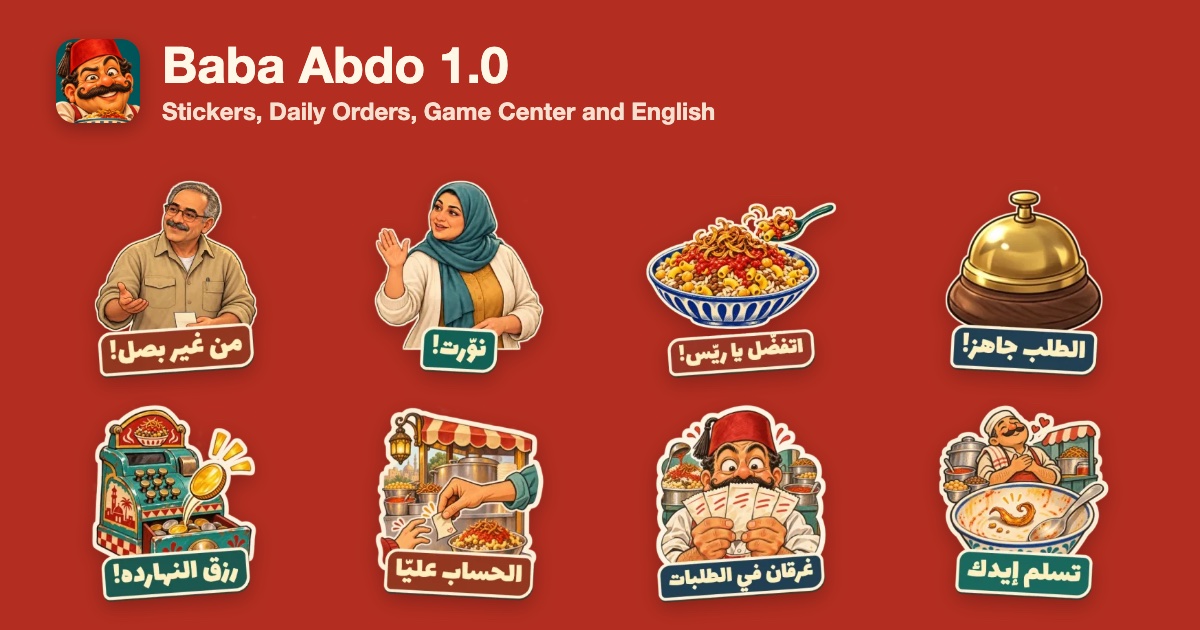 Baba Abdo 1.0
Stickers, Daily Orders, Game Center and English
من غير بصل!
نوّرت!
اتفضّل يا ريّس!
الطلب جاهز!
رزق النهارده!
الحساب عليّا
غرقان في الطلبات
تسلم إيدك